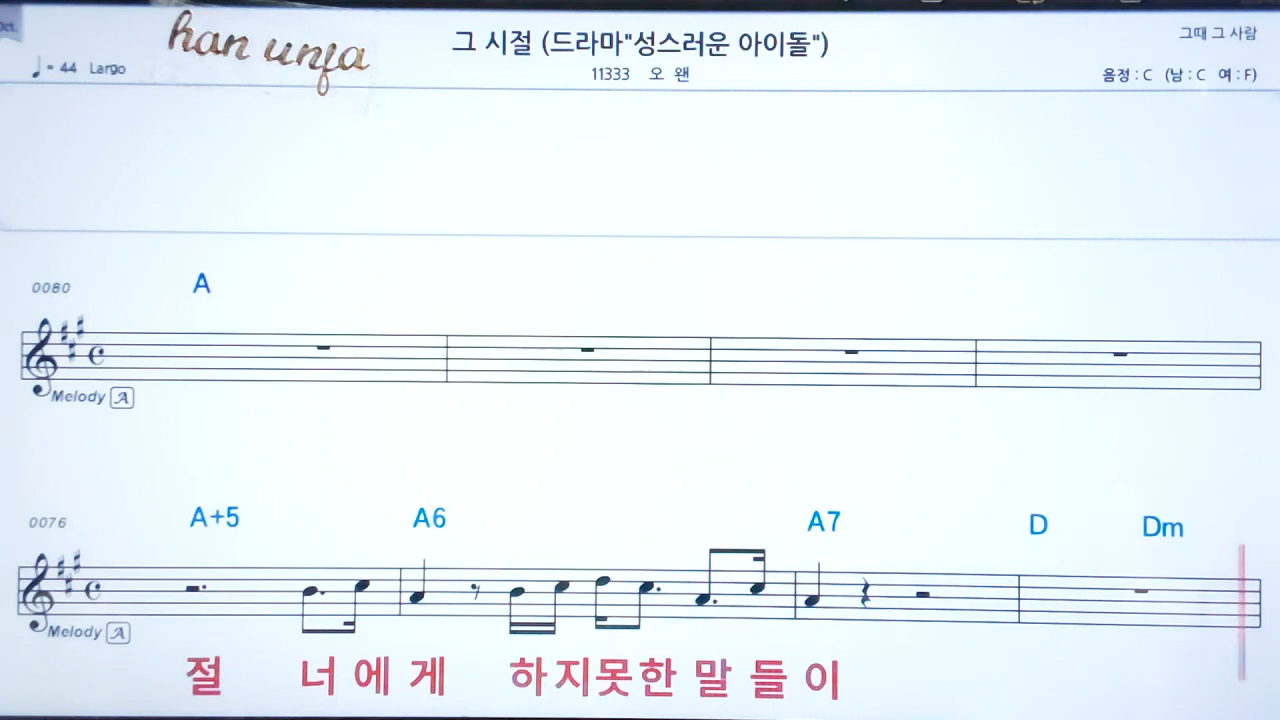 Oct.
han unja
그 시절 (드라마"성스러운 아이돌")
그때 그 사람
♩= 44 Largo
11333 오 왠
음정 : C (남 : C 여 : F)
0080 A
Melody A
0076 A+5 A6 A7 D Dm
Melody A
절 너 에 게 하지못한 말 들 이